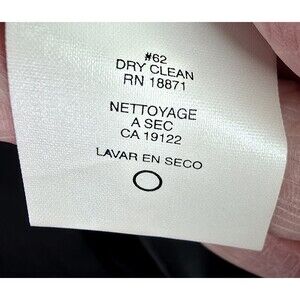 #62
DRY CLEAN
RN 18871
NETTOYAGE
A SEC
CA 19122
LAVAR EN SECO